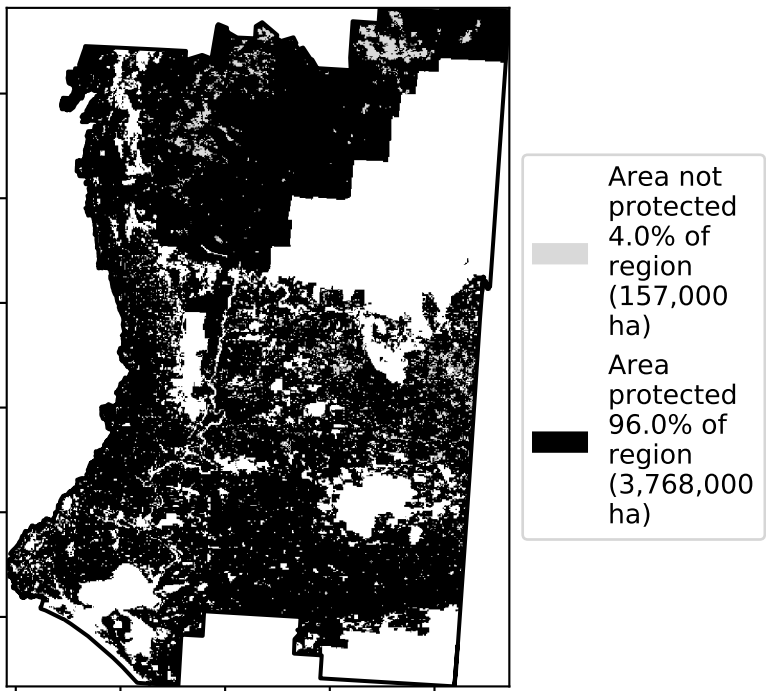 Area not
protected
4.0% of
region
(157,000
ha)
Area
protected
96.0% of
region
(3,768,000
ha)